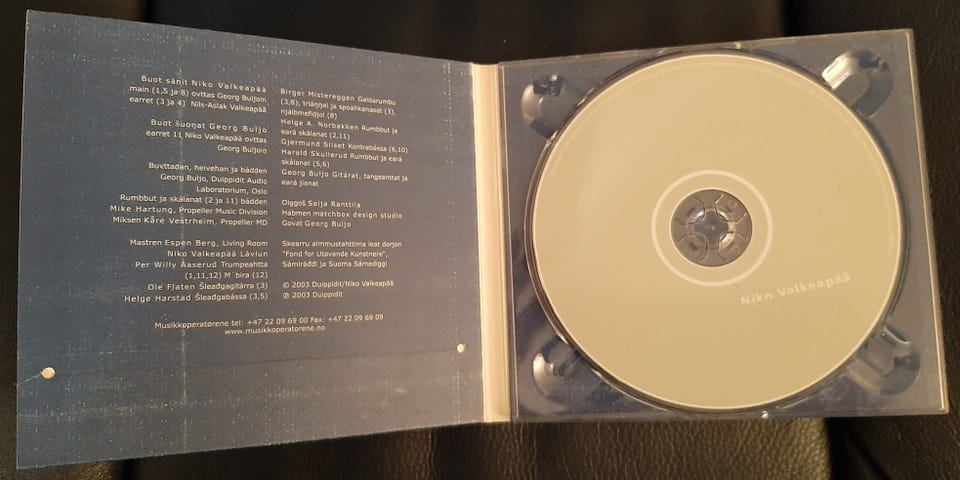 Buot sánit Niko Valkeapää
main (1,5 ja 8) ovttas Georg Buljoin
earret (3 ja 4) Nils-Aslak Valkeapää
Buot šuoŋat Georg Buljo
earret 11 Niko Valkeapää ovttas
Georg Buljoin
Buvttadan, heivehan ja bádden
Georg Buljo, Duippidit Audio
Laboratorium, Oslo
Rumbbut ja skálanat (2 ja 11) bádden
Mike Hartung, Propeller Music Division
Miksen Kåre Vestrheim, Propeller MD
Mastren Espen Berg, Living Room
Niko Valkeapää Lávlun
Per Willy Aaserud Trumpeahtta
(1,11,12) M´bira (12)
Ole Flaten Šleađgagitárra (3)
Helge Harstad Šleađgabássa (3,5)
Birger Mistereggen Galdarumbu
(3,8), triáŋŋel ja spoahkanasat (3),
njálbmefidjol (8)
Helge A. Norbakken Rumbbut ja
eará skálanat (2,11)
Gjermund Silset Kontrabássa (6,10)
Harald Skullerud Rumbbut ja eará
skálanat (5,6)
Georg Buljo Gitárat, tangeanttat ja
eará jienat
Olggoš Seija Ranttila
Hábmen matchbox design studio
Govat Georg Buljo
Skearru almmustahttima leat dorjon
"Fond for Utøvende Kunstnere",
Sámiráđđi ja Suoma Sámediggi
© 2003 Duippidit/Niko Valkeapää
℗ 2003 Duippidit
Musikkoperatørene tel: +47 22 09 69 00 Fax: +47 22 09 69 09
www.musikkoperatorene.no
Niko Valkeapää